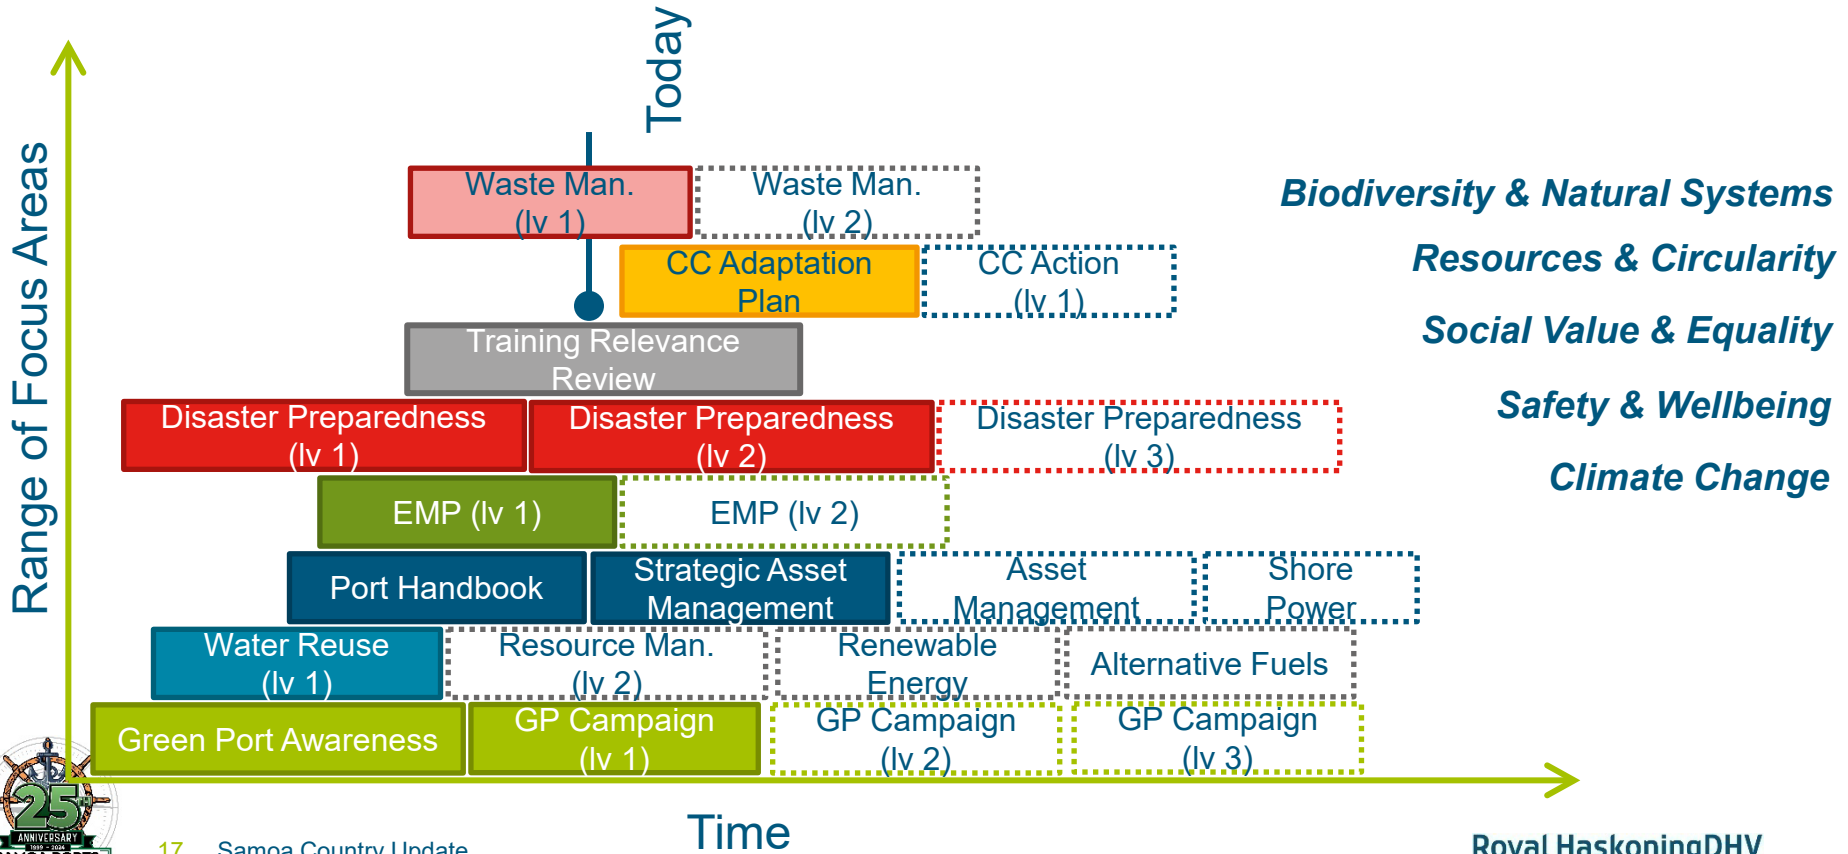 Today
Range of Focus Areas
Waste Man.
(lv 1)
Waste Man.
(lv 2)
CC Adaptation
Plan
CC Action
(lv 1)
Training Relevance
Review
Disaster Preparedness
(lv 1)
Disaster Preparedness
(lv 2)
Disaster Preparedness
(lv 3)
EMP (lv 1)
EMP (lv 2)
Port Handbook
Strategic Asset
Management
Asset
Management
Shore
Power
Water Reuse
(lv 1)
Resource Man.
(lv 2)
Renewable
Energy
Alternative Fuels
Green Port Awareness
GP Campaign
(lv 1)
GP Campaign
(lv 2)
GP Campaign
(lv 3)
Biodiversity & Natural Systems
Resources & Circularity
Social Value & Equality
Safety & Wellbeing
Climate Change
Time
25TH
ANNIVERSARY
1999 - 2024
SAMOA PORTS
17 Samoa Country Update
Royal HaskoningDHV